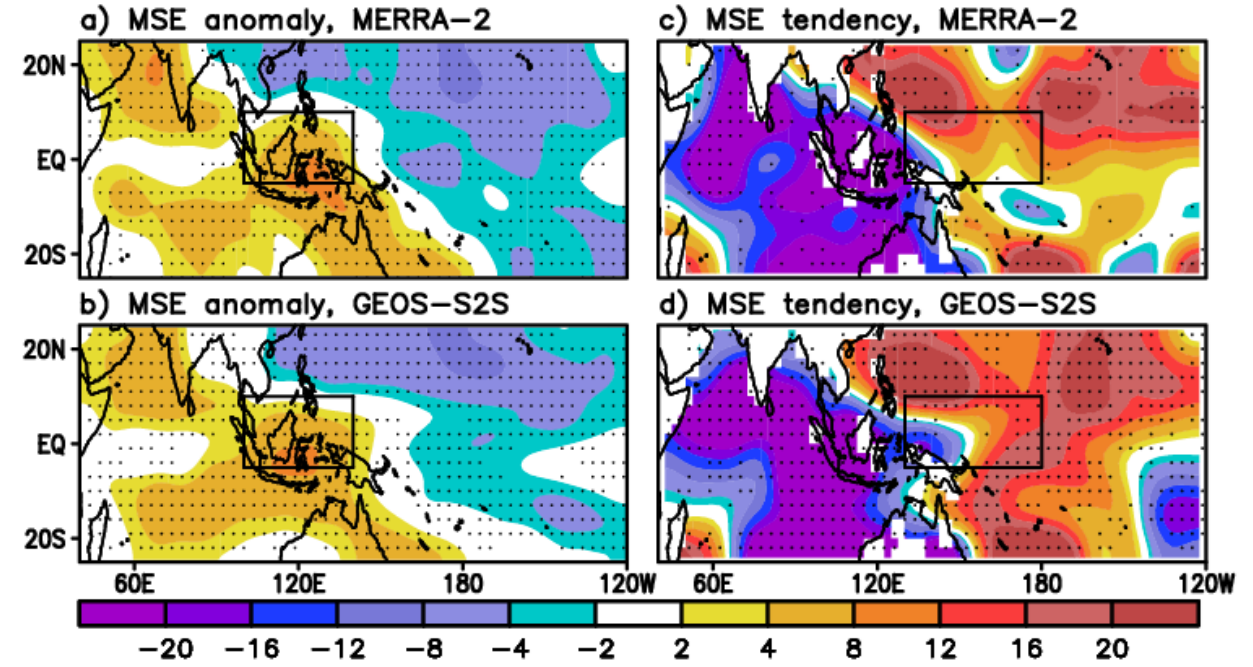 a) MSE anomaly, MERRA-2
c) MSE tendency, MERRA-2
20N
EQ
20S
b) MSE anomaly, GEOS-S2S
d) MSE tendency, GEOS-S2S
20N
EQ
20S
60E 120E 180 120W 60E 120E 180 120W
-20 -16 -12 -8 -4 -2 2 4 8 12 16 20